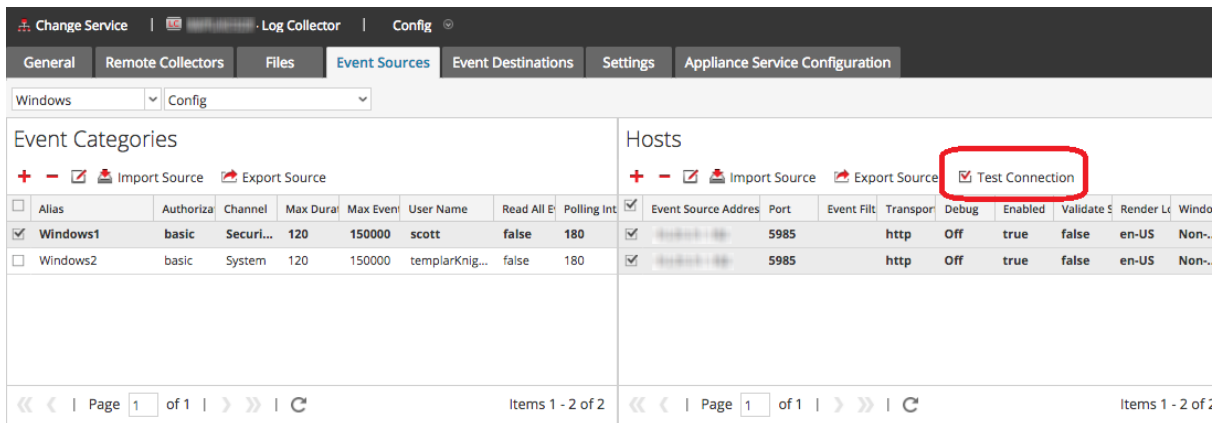 Change Service | LC · Log Collector | Config
General Remote Collectors Files Event Sources Event Destinations Settings Appliance Service Configuration
Windows Config
Event Categories
Import Source Export Source
Alias Authoriza Channel Max Durat Max Event User Name Read All E Polling Int
Windows1 basic Securi... 120 150000 scott false 180
Windows2 basic System 120 150000 templarKnig... false 180
Page 1 of 1 Items 1 - 2 of 2
Hosts
Import Source Export Source Test Connection
Event Source Addres Port Event Filt Transpor Debug Enabled Validate S Render Lo Windo
5985 http Off true false en-US Non-..
5985 http Off true false en-US Non-..
Page 1 of 1 Items 1 - 2 of 2